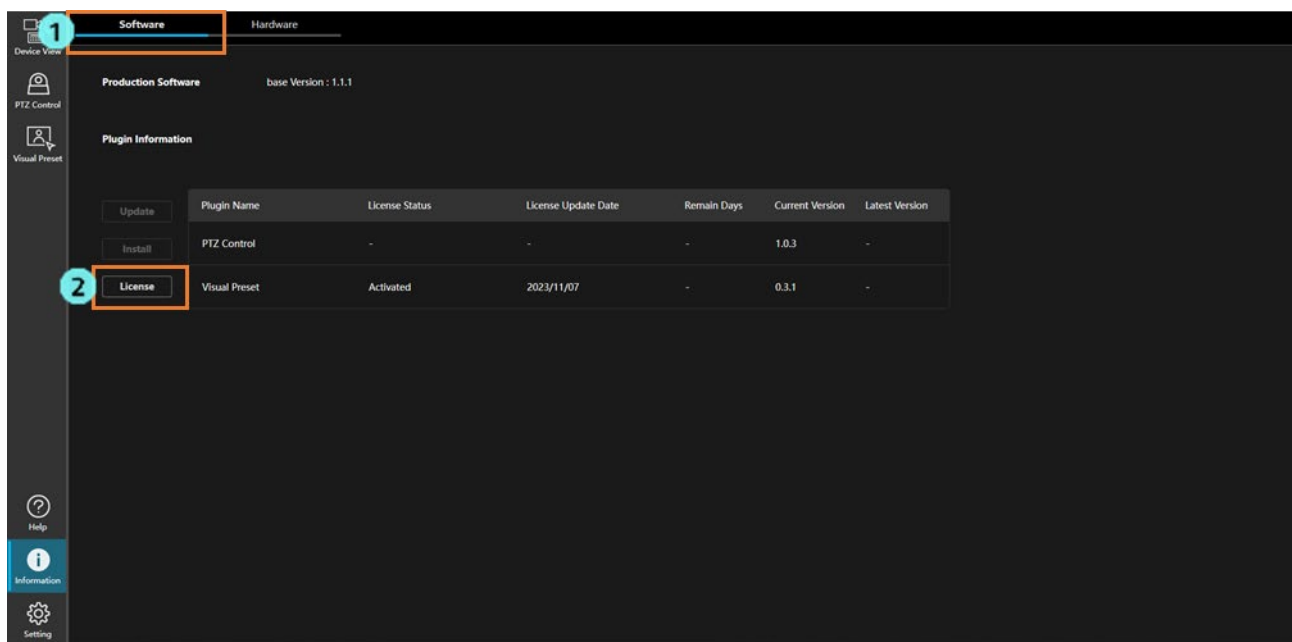 1
Software Hardware
Device View
Production Software base Version : 1.1.1
PTZ Control
Plugin Information
Visual Preset
Update Plugin Name License Status License Update Date Remain Days Current Version Latest Version
Install PTZ Control - - - 1.0.3 -
2 License Visual Preset Activated 2023/11/07 - 0.3.1 -
Help
Information
Setting